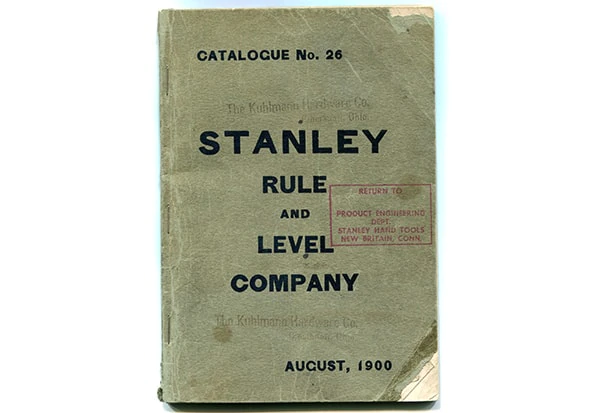 CATALOGUE No. 26
The Kuhlmann Hardware Co.
Ohio
STANLEY
RULE
AND
LEVEL
COMPANY
RETURN TO
PRODUCT ENGINEERING
DEPT.
STANLEY HAND TOOLS
NEW BRITAIN, CONN.
The Kuhlmann Hardware Co.
AUGUST, 1900